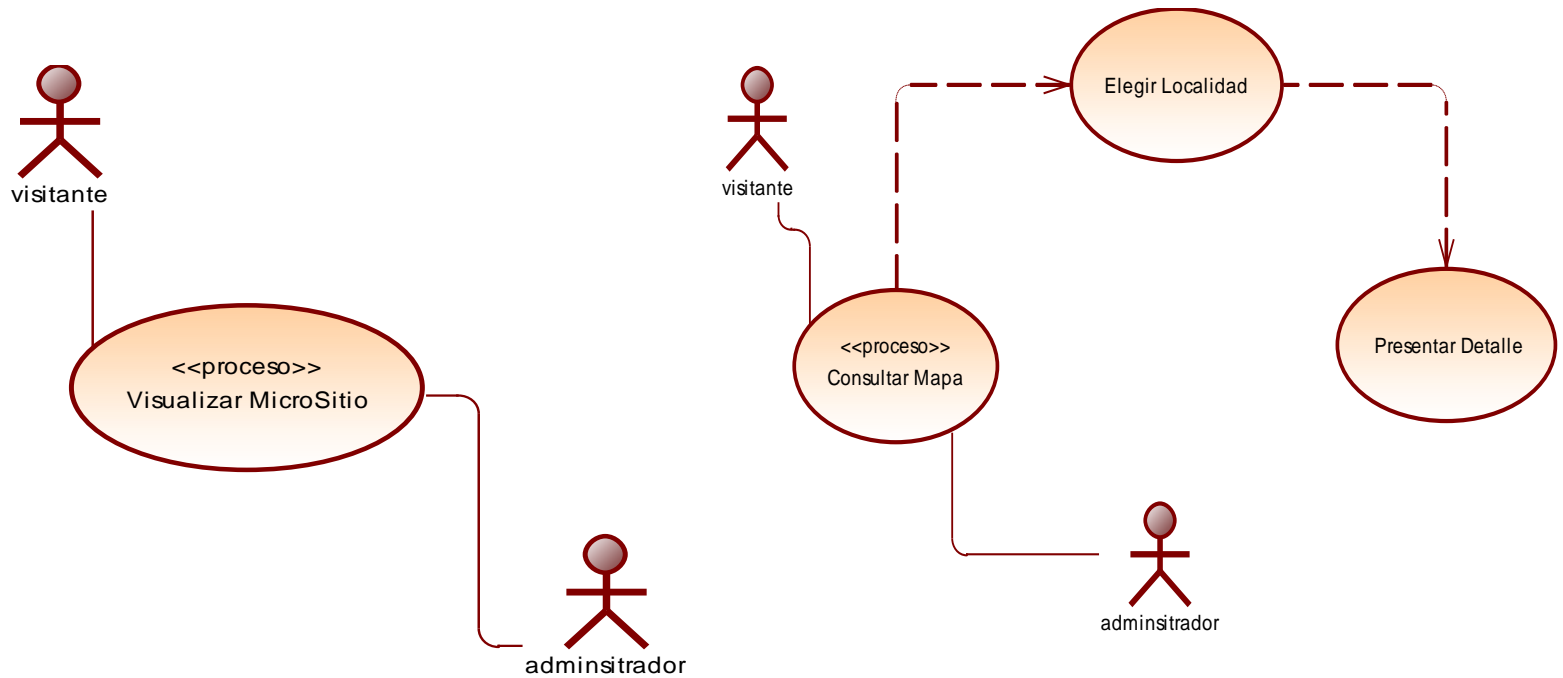 visitante
<<proceso>>
Visualizar MicroSitio
adminsitrador
visitante
Elegir Localidad
<<proceso>>
Consultar Mapa
Presentar Detalle
adminsitrador